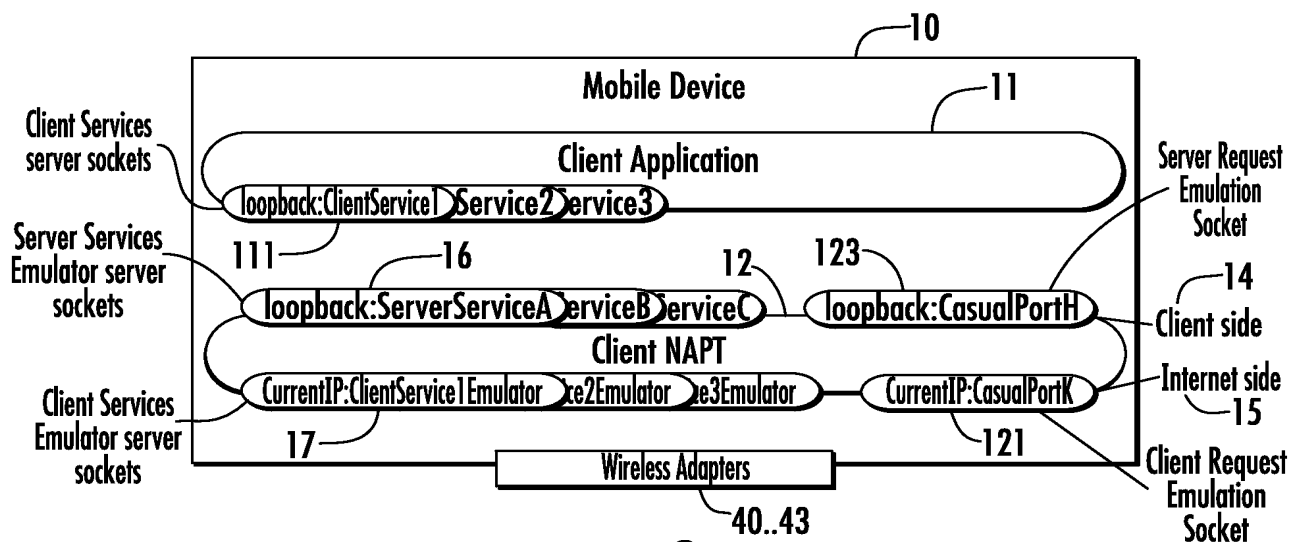 10
Mobile Device
11
Client Services
server sockets
Client Application
Server Request
Emulation
Socket
loopback:ClientService1
Service2
ervice3
111
Server Services
Emulator server
sockets
16
12
123
14
loopback:ServerServiceA
ServiceB
ServiceC
loopback:CasualPortH
Client side
Client NAPT
Internet side
15
CurrentIP:ClientService1Emulator
ce2Emulator
e3Emulator
CurrentIP:CasualPortK
Client Services
Emulator server
sockets
17
121
Wireless Adapters
Client Request
Emulation
Socket
40..43